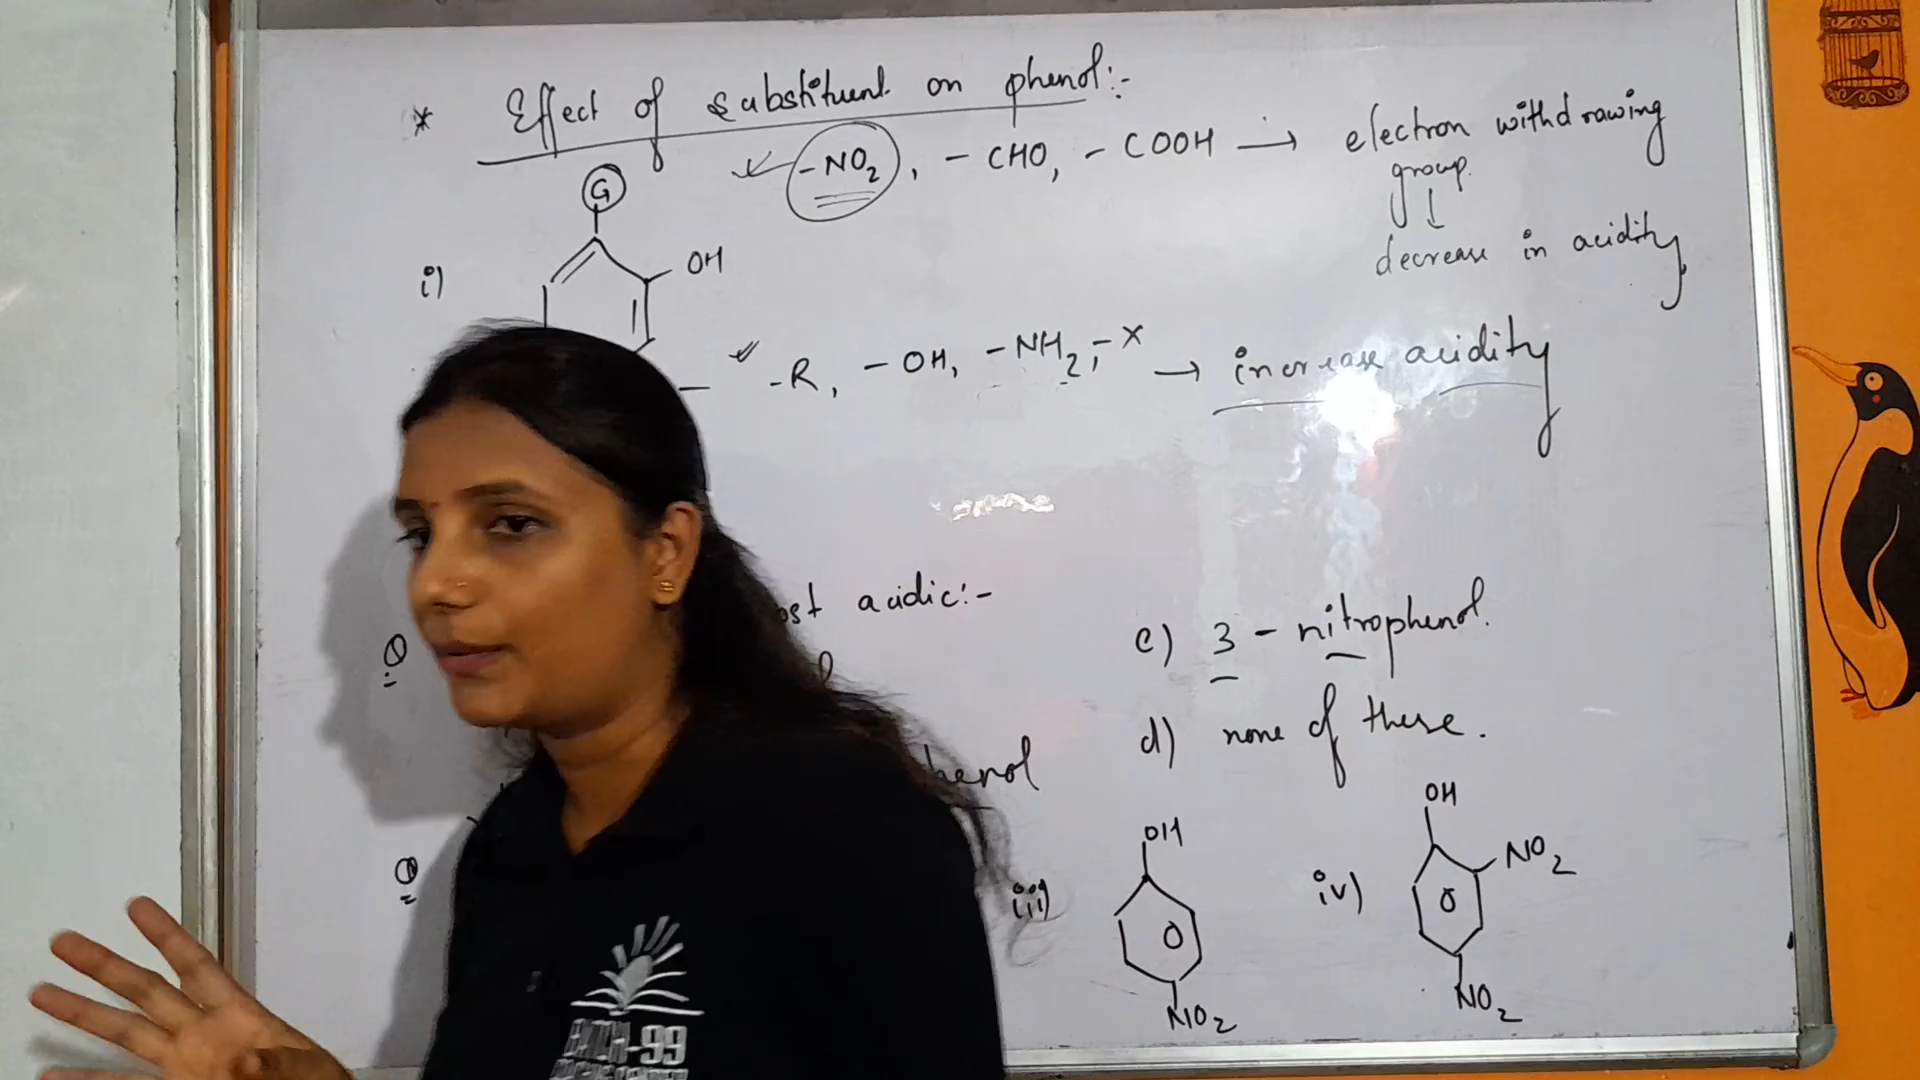 * Effect of substituent on phenol:-
-NO2, -CHO, -COOH → electron withdrawing
group.
↓
decrease in acidity
G
i)
OH
-R, -OH, -NH2, -X → increase acidity
Q acidic:-
c) 3-nitrophenol.
d) none of these.
Q
iii)
OH
NO2
iv)
OH
NO2
NO2
-99